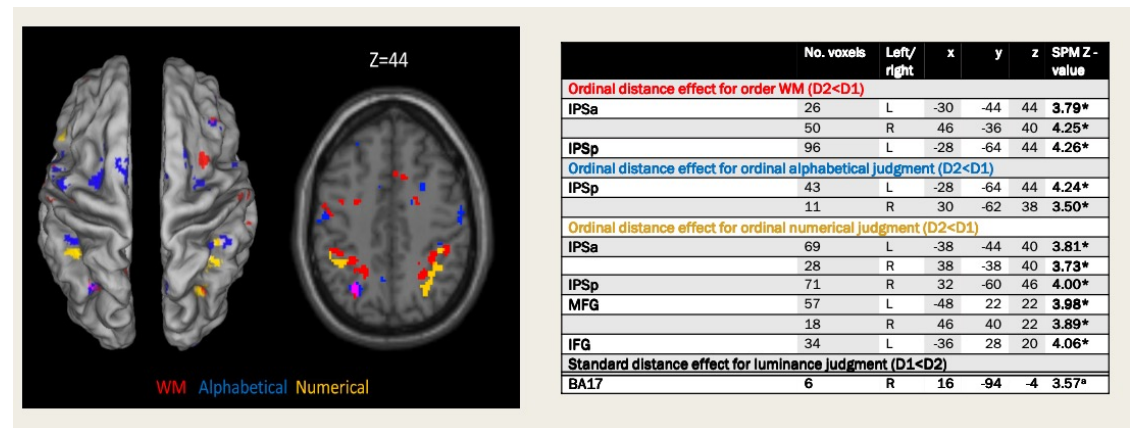 Z=44
WM Alphabetical Numerical
No. voxels Left/ right x y z SPM Z - value
Ordinal distance effect for order WM (D2<D1)
IPSa 26 L -30 -44 44 3.79*
50 R 46 -36 40 4.25*
IPSp 96 L -28 -64 44 4.26*
Ordinal distance effect for ordinal alphabetical judgment (D2<D1)
IPSp 43 L -28 -64 44 4.24*
11 R 30 -62 38 3.50*
Ordinal distance effect for ordinal numerical judgment (D2<D1)
IPSa 69 L -38 -44 40 3.81*
28 R 38 -38 40 3.73*
IPSp 71 R 32 -60 46 4.00*
MFG 57 L -48 22 22 3.98*
18 R 46 40 22 3.89*
IFG 34 L -36 28 20 4.06*
Standard distance effect for luminance judgment (D1<D2)
BA17 6 R 16 -94 -4 3.57ª